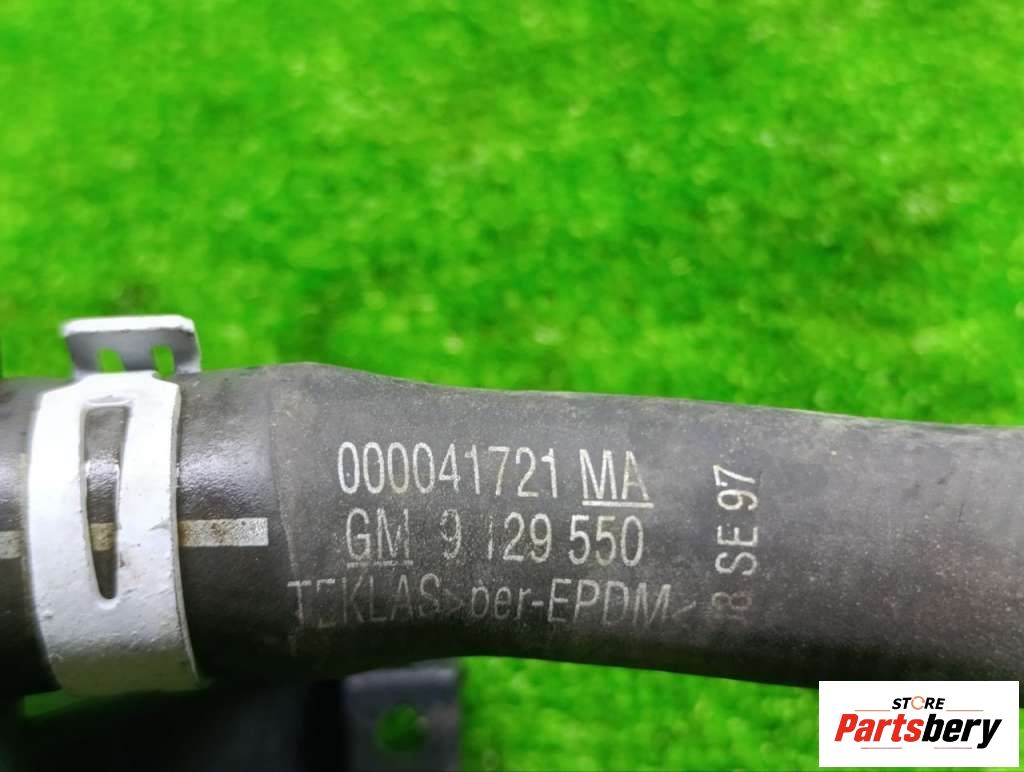 000041721 MA
GM 9 129 550
TEKLAS >per-EPDM<
SE 97
STORE
Partsbery